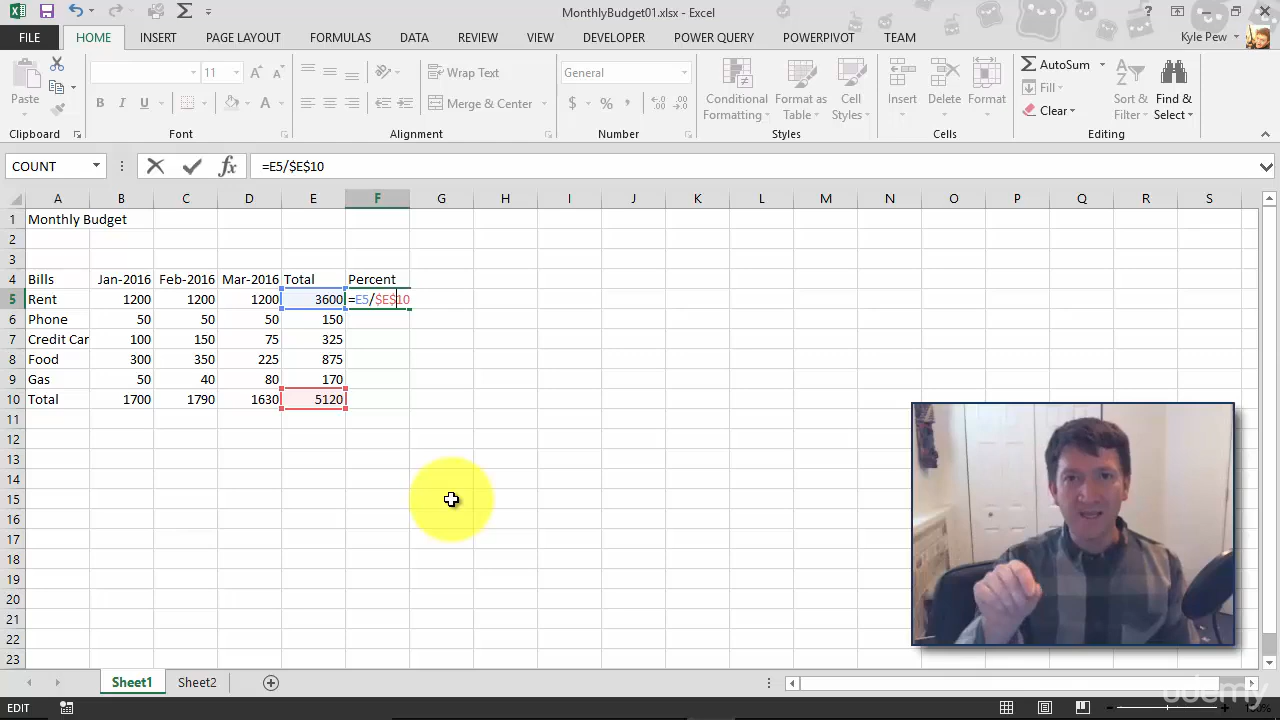 MonthlyBudget01.xlsx - Excel
FILE HOME INSERT PAGE LAYOUT FORMULAS DATA REVIEW VIEW DEVELOPER POWER QUERY POWERPIVOT TEAM Kyle Pew
Paste
11
B I U A
Wrap Text
Merge & Center
General
$ % ,
Conditional Formatting
Format as Table
Cell Styles
Insert
Delete
Format
AutoSum
Fill
Clear
Sort & Filter
Find & Select
Clipboard Font Alignment Number Styles Cells Editing
COUNT fx =E5/$E$10
A B C D E F G H I J K L M N O P Q R S
1 Monthly Budget
2
3
4 Bills Jan-2016 Feb-2016 Mar-2016 Total Percent
5 Rent 1200 1200 1200 3600 =E5/$E$10
6 Phone 50 50 50 150
7 Credit Car 100 150 75 325
8 Food 300 350 225 875
9 Gas 50 40 80 170
10 Total 1700 1790 1630 5120
11
12
13
14
15
16
17
18
19
20
21
22
23
Sheet1 Sheet2
EDIT
udemy